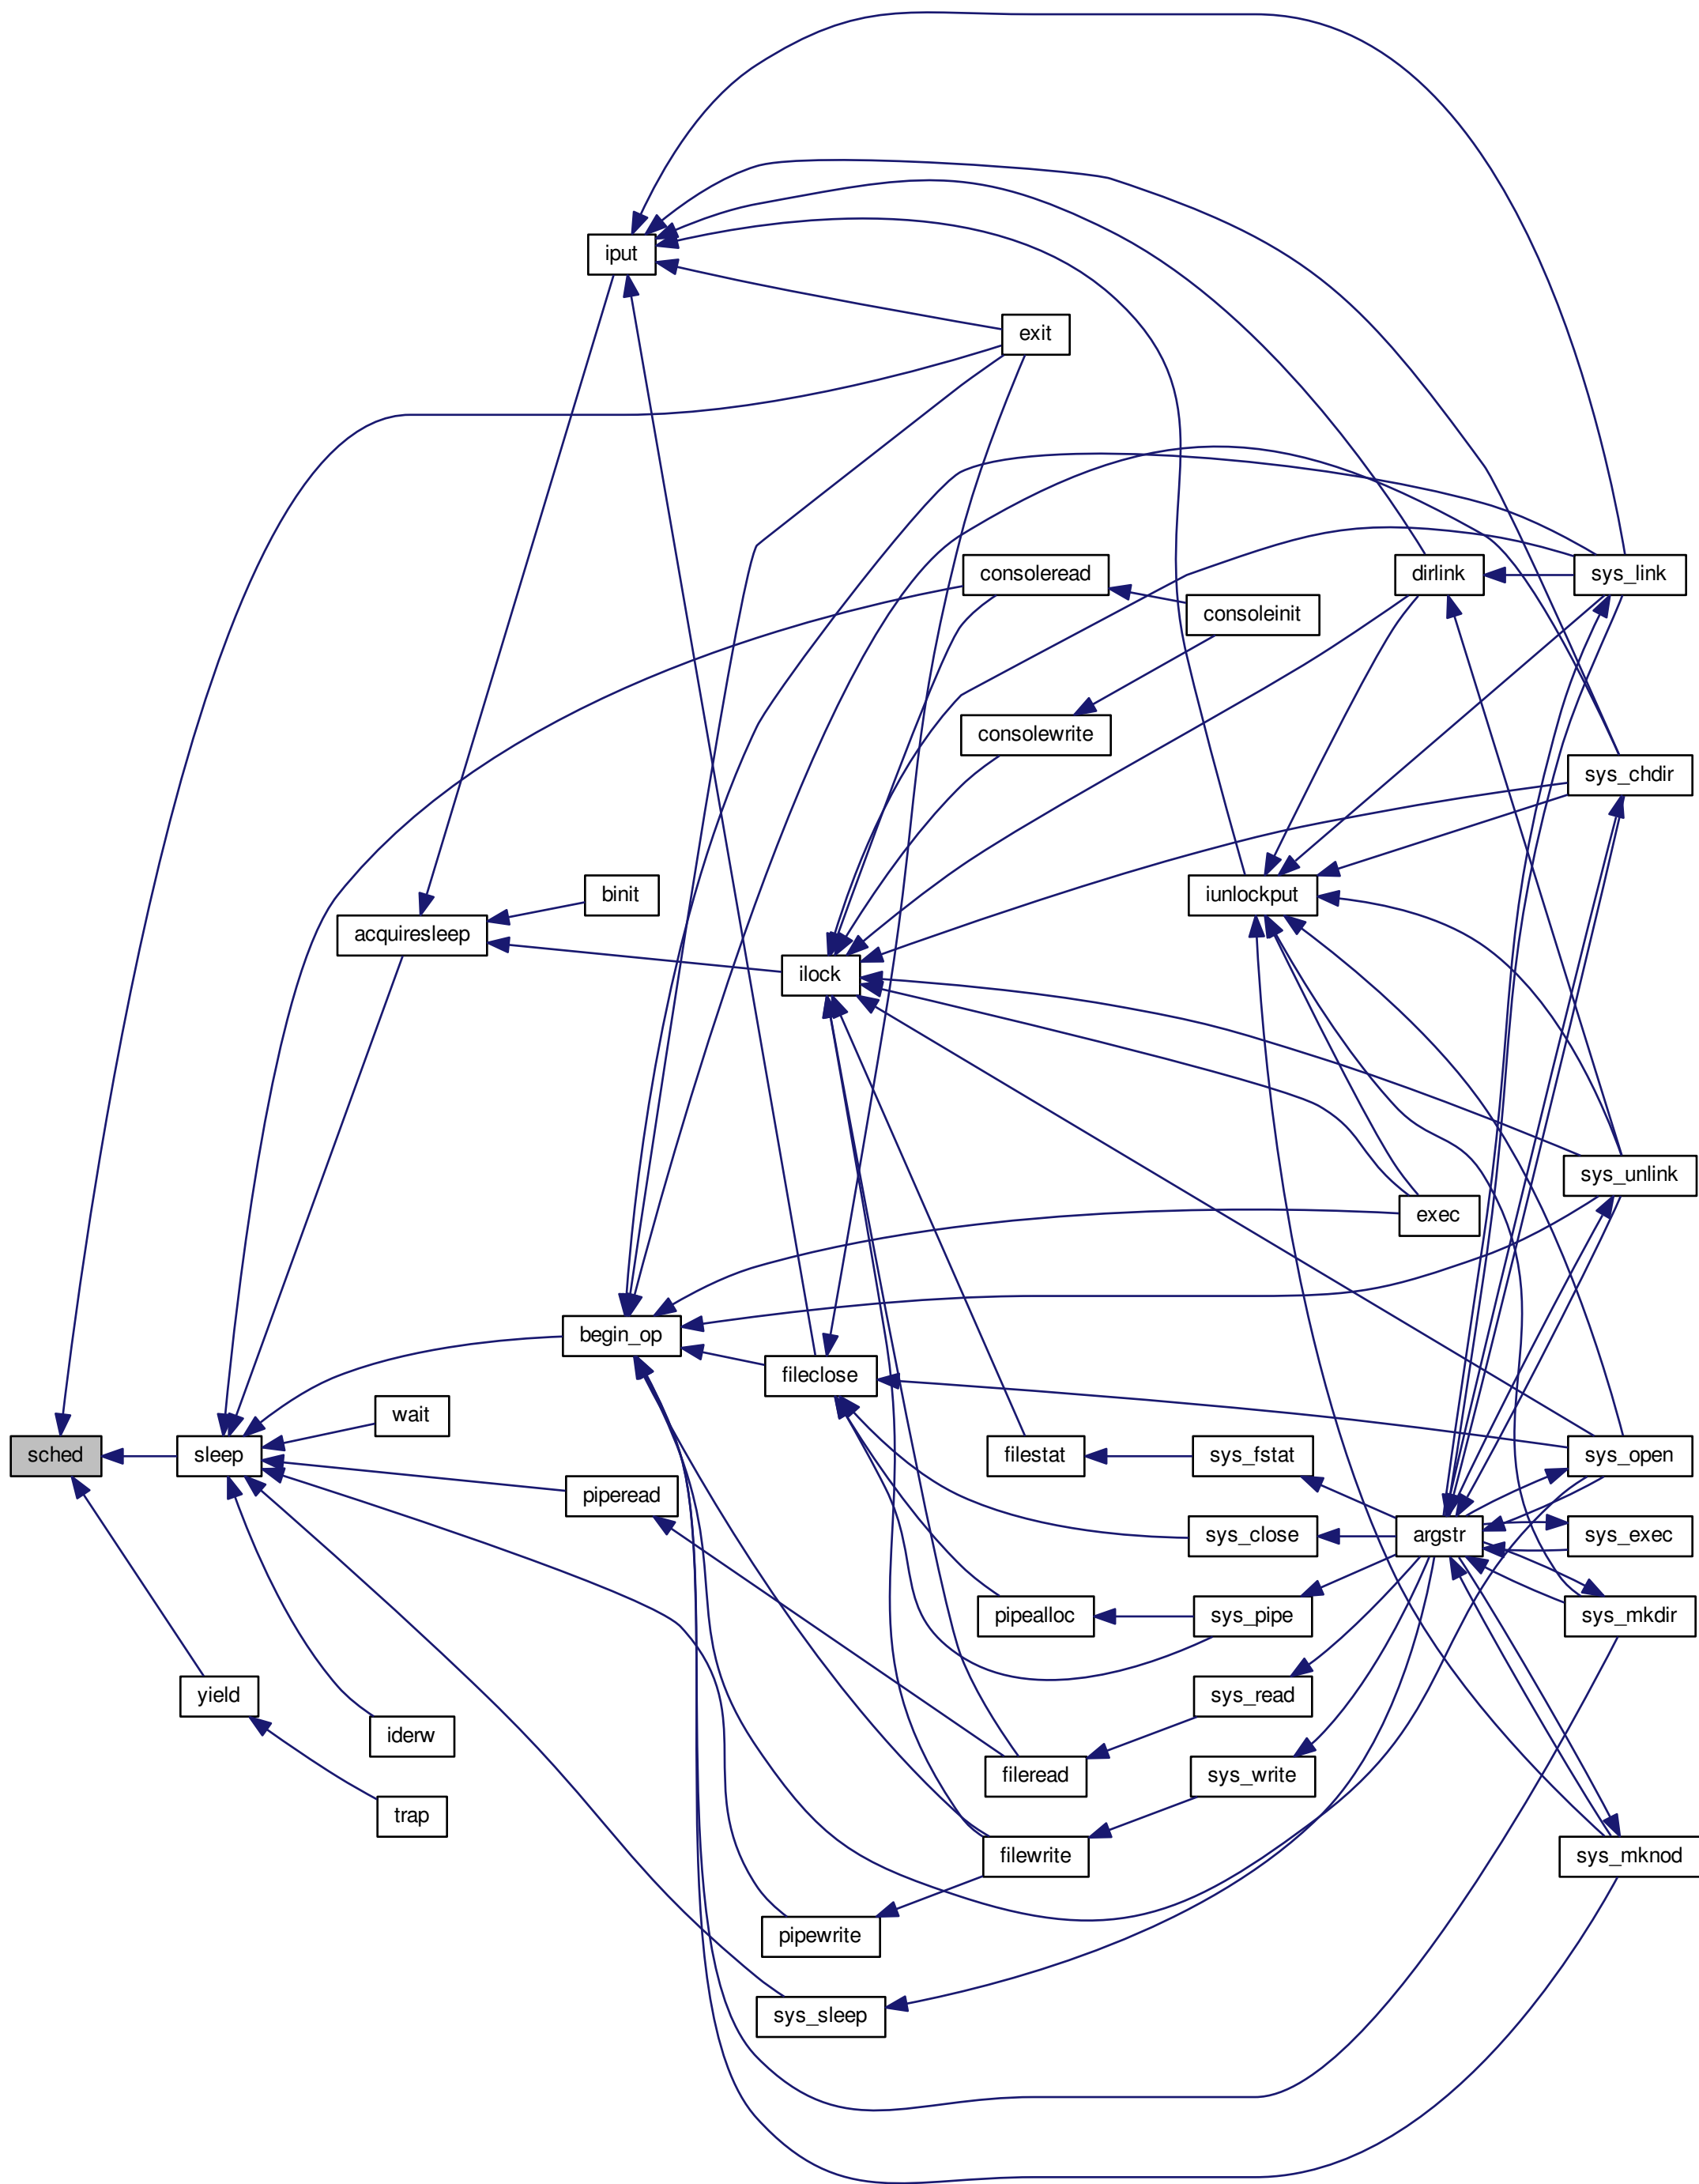 iput
exit
consoleread
dirlink
sys_link
consoleinit
consolewrite
sys_chdir
binit
iunlockput
acquiresleep
ilock
sys_unlink
exec
begin_op
fileclose
wait
sched
sleep
filestat
sys_fstat
sys_open
piperead
sys_close
argstr
sys_exec
pipealloc
sys_pipe
sys_mkdir
yield
sys_read
iderw
fileread
sys_write
trap
filewrite
sys_mknod
pipewrite
sys_sleep